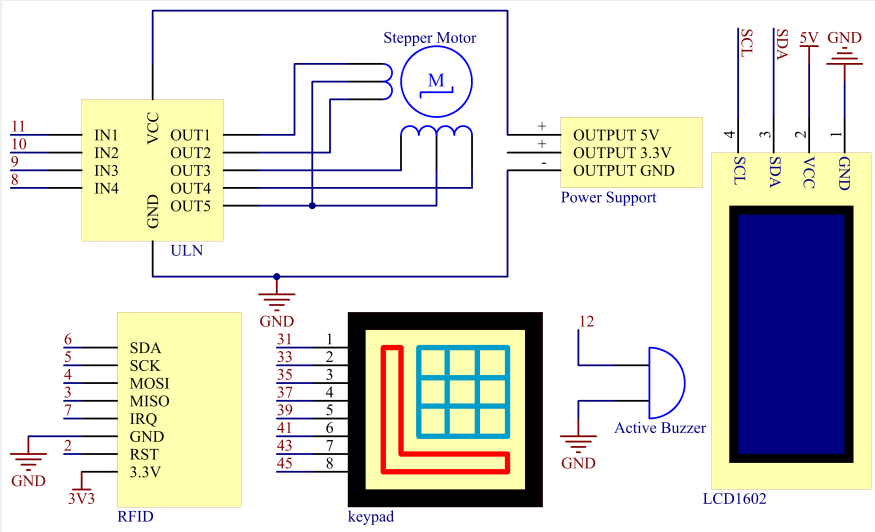 Stepper Motor
M
11 IN1
10 IN2
9 IN3
8 IN4
VCC
GND
OUT1
OUT2
OUT3
OUT4
OUT5
ULN
+ OUTPUT 5V
+ OUTPUT 3.3V
- OUTPUT GND
Power Support
GND
SCL SDA 5V GND
4 3 2 1
SCL SDA VCC GND
LCD1602
6 SDA
5 SCK
4 MOSI
3 MISO
7 IRQ
GND
2 RST
3.3V
GND
3V3
RFID
31 1
33 2
35 3
37 4
39 5
41 6
43 7
45 8
keypad
12
Active Buzzer
GND